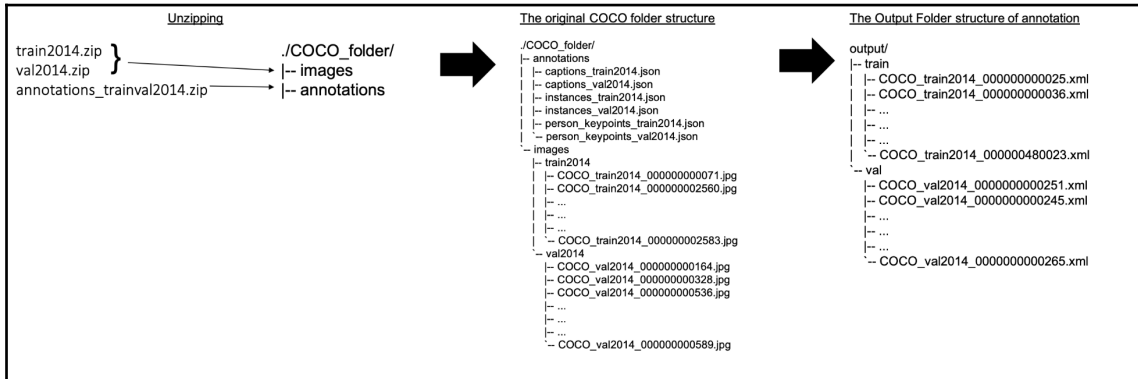 Unzipping
train2014.zip
val2014.zip
annotations_trainval2014.zip
}
./COCO_folder/
|-- images
|-- annotations
The original COCO folder structure
./COCO_folder/
|-- annotations
|   |-- captions_train2014.json
|   |-- captions_val2014.json
|   |-- instances_train2014.json
|   |-- instances_val2014.json
|   |-- person_keypoints_train2014.json
|   `-- person_keypoints_val2014.json
`-- images
    |-- train2014
    |   |-- COCO_train2014_000000000071.jpg
    |   |-- COCO_train2014_000000002560.jpg
    |   |-- ...
    |   |-- ...
    |   |-- ...
    |   `-- COCO_train2014_000000002583.jpg
    `-- val2014
        |-- COCO_val2014_000000000164.jpg
        |-- COCO_val2014_000000000328.jpg
        |-- COCO_val2014_000000000536.jpg
        |-- ...
        |-- ...
        |-- ...
        `-- COCO_val2014_000000000589.jpg
The Output Folder structure of annotation
output/
|-- train
|   |-- COCO_train2014_000000000025.xml
|   |-- COCO_train2014_000000000036.xml
|   |-- ...
|   |-- ...
|   |-- ...
|   `-- COCO_train2014_000000480023.xml
`-- val
    |-- COCO_val2014_000000000251.xml
    |-- COCO_val2014_000000000245.xml
    |-- ...
    |-- ...
    |-- ...
    `-- COCO_val2014_000000000265.xml